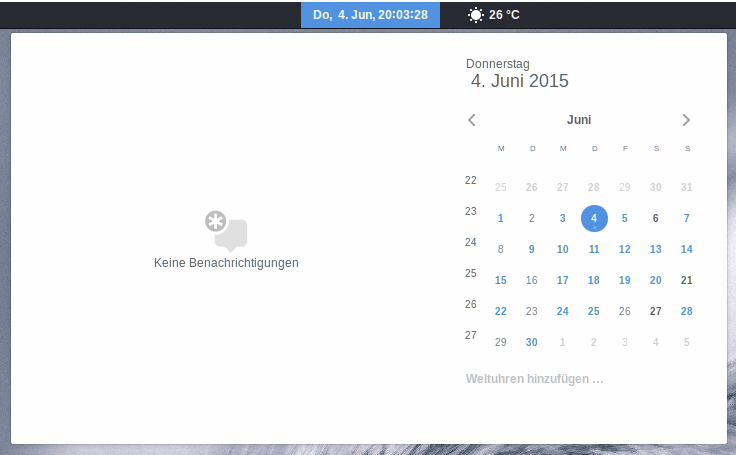 Do, 4. Jun, 20:03:28 26 °C
Donnerstag
4. Juni 2015
Juni
M D M D F S S
22 25 26 27 28 29 30 31
23 1 2 3 4 5 6 7
24 8 9 10 11 12 13 14
25 15 16 17 18 19 20 21
26 22 23 24 25 26 27 28
27 29 30 1 2 3 4 5
Keine Benachrichtigungen
Welturen hinzufügen …